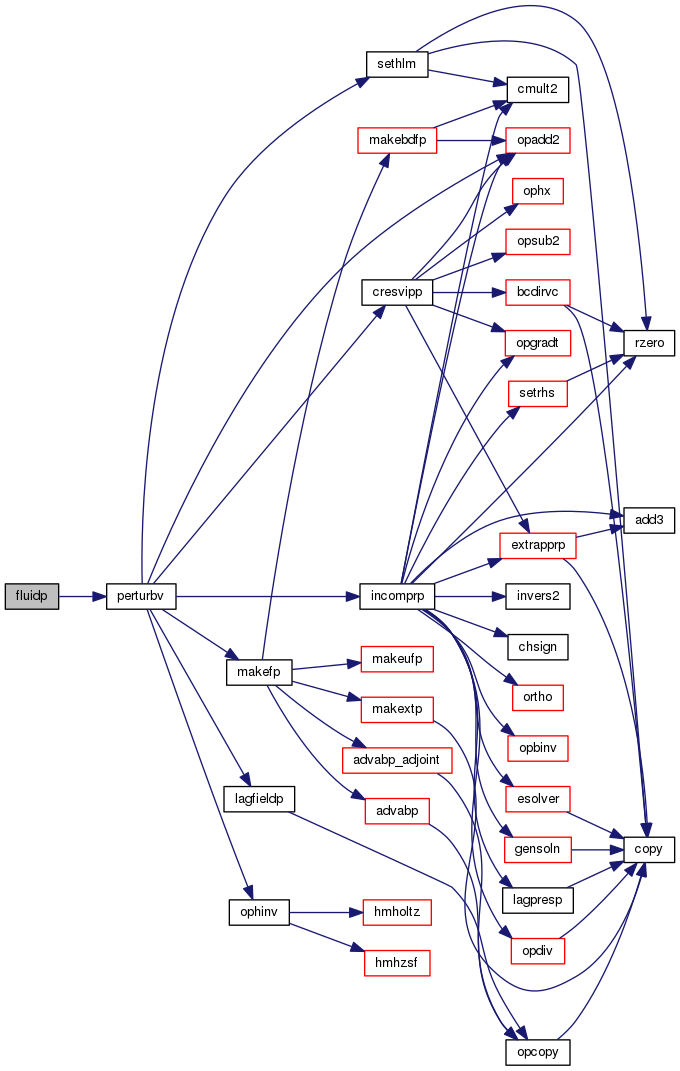 sethlm
cmult2
makebdfp
opadd2
ophx
opsub2
cresvipp
bcdirvc
opgradt
rzero
setrhs
add3
extrapprp
fluidp
perturbv
incomprp
invers2
chsign
makefp
makeufp
ortho
makextp
opbinv
advabp_adjoint
lagfieldp
esolver
advabp
gensoln
copy
lagpresp
ophinv
hmholtz
opdiv
hmhzsf
opcopy